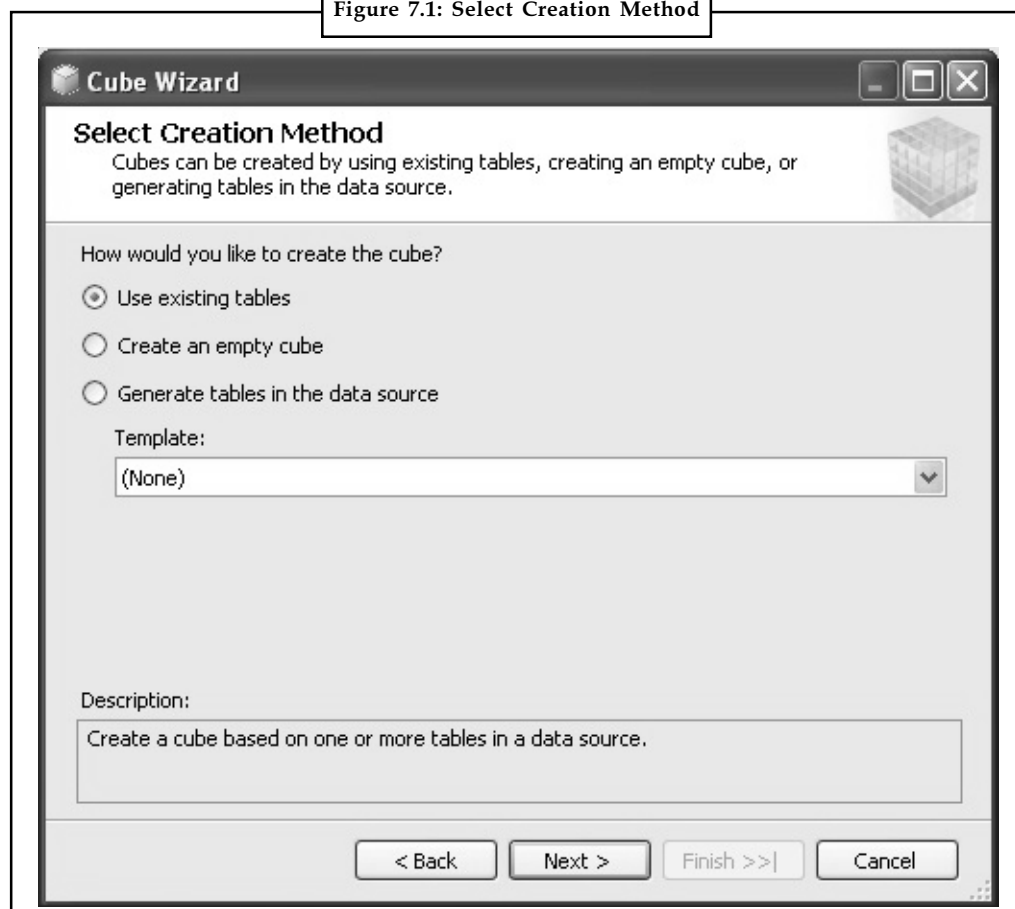 Figure 7.1: Select Creation Method
Cube Wizard
Select Creation Method
Cubes can be created by using existing tables, creating an empty cube, or
generating tables in the data source.
How would you like to create the cube?
Use existing tables
Create an empty cube
Generate tables in the data source
Template:
(None)
Description:
Create a cube based on one or more tables in a data source.
< Back
Next >
Finish >>|
Cancel